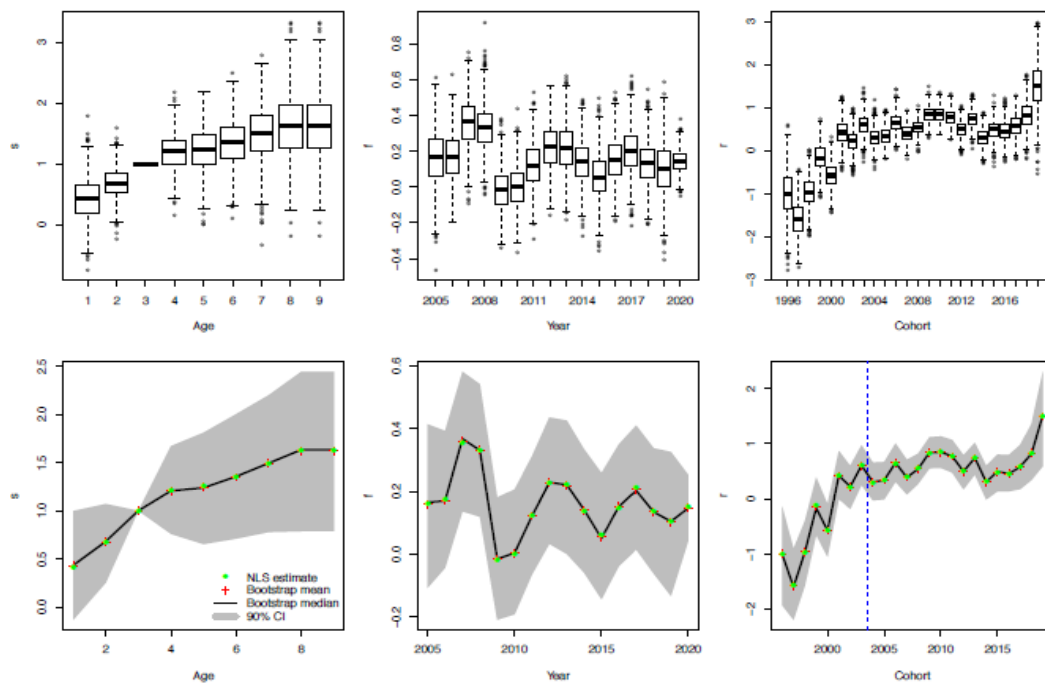 s
3
2
1
0
1 2 3 4 5 6 7 8 9
Age
f
0.8
0.6
0.4
0.2
0.0
−0.2
−0.4
2005 2008 2011 2014 2017 2020
Year
r
3
2
1
0
−1
−2
−3
1996 2000 2004 2008 2012 2016
Cohort
s
2.5
2.0
1.5
1.0
0.5
0.0
2 4 6 8
Age
NLS estimate
Bootstrap mean
Bootstrap median
90% CI
f
0.6
0.4
0.2
0.0
−0.2
2005 2010 2015 2020
Year
r
2
1
0
−1
−2
2000 2005 2010 2015
Cohort